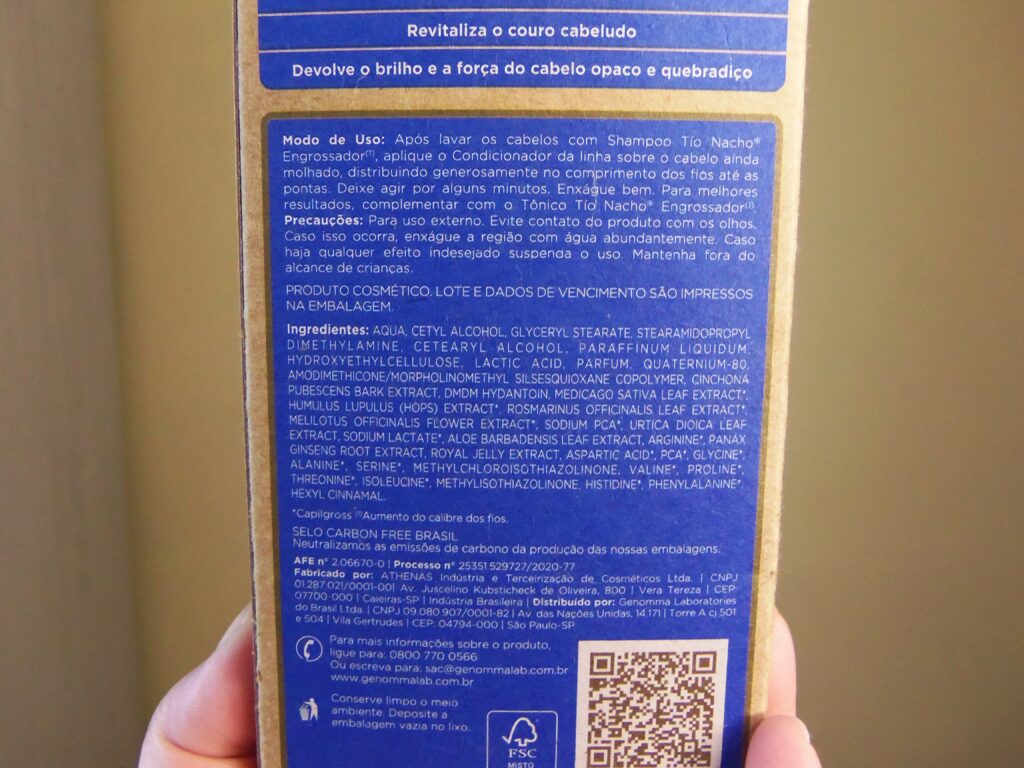 Revitaliza o couro cabeludo
Devolve o brilho e a força do cabelo opaco e quebradiço
Modo de Uso: Após lavar os cabelos com Shampoo Tío Nacho®
Engrossador⁽¹⁾, aplique o Condicionador da linha sobre o cabelo ainda
molhado, distribuindo generosamente no comprimento dos fios até as
pontas. Deixe agir por alguns minutos. Enxágue bem. Para melhores
resultados, complementar com o Tônico Tío Nacho® Engrossador⁽¹⁾.
Precauções: Para uso externo. Evite contato do produto com os olhos.
Caso isso ocorra, enxágue a região com água abundantemente. Caso
haja qualquer efeito indesejado suspenda o uso. Mantenha fora do
alcance de crianças.
PRODUTO COSMÉTICO. LOTE E DADOS DE VENCIMENTO SÃO IMPRESSOS
NA EMBALAGEM.
Ingredientes: AQUA, CETYL ALCOHOL, GLYCERYL STEARATE, STEARAMIDOPROPYL
DIMETHYLAMINE, CETEARYL ALCOHOL, PARAFFINUM LIQUIDUM,
HYDROXYETHYLCELLULOSE, LACTIC ACID, PARFUM, QUATERNIUM-80,
AMODIMETHICONE/MORPHOLINOMETHYL SILSESQUIOXANE COPOLYMER, CINCHONA
PUBESCENS BARK EXTRACT, DMDM HYDANTOIN, MEDICAGO SATIVA LEAF EXTRACT*,
HUMULUS LUPULUS (HOPS) EXTRACT*, ROSMARINUS OFFICINALIS LEAF EXTRACT*,
MELILOTUS OFFICINALIS FLOWER EXTRACT*, SODIUM PCA*, URTICA DIOICA LEAF
EXTRACT, SODIUM LACTATE*, ALOE BARBADENSIS LEAF EXTRACT, ARGININE*, PANAX
GINSENG ROOT EXTRACT, ROYAL JELLY EXTRACT, ASPARTIC ACID*, PCA*, GLYCINE*,
ALANINE*, SERINE*, METHYLCHLOROISOTHIAZOLINONE, VALINE*, PROLINE*,
THREONINE*, ISOLEUCINE*, METHYLISOTHIAZOLINONE, HISTIDINE*, PHENYLALANINE*,
HEXYL CINNAMAL.
*Capilgross ⁽¹⁾Aumento do calibre dos fios.
SELO CARBON FREE BRASIL
Neutralizamos as emissões de carbono da produção das nossas embalagens.
AFE nº 2.06670-0 | Processo nº 25351.529727/2020-77
Fabricado por: ATHENAS Indústria e Terceirização de Cosméticos Ltda. | CNPJ
01.287.021/0001-00| Av. Juscelino Kubsticheck de Oliveira, 800 | Vera Tereza | CEP
07700-000 | Caieiras-SP | Indústria Brasileira | Distribuído por: Genomma Laboratories
do Brasil Ltda. | CNPJ 09.080.907/0001-82 | Av. das Nações Unidas, 14.171 | Torre A cj 501
e 504 | Vila Gertrudes | CEP. 04794-000 | São Paulo-SP
Para mais informações sobre o produto,
ligue para: 0800 770 0566
Ou escreva para: sac@genommalab.com.br
www.genommalab.com.br
Conserve limpo o meio
ambiente. Deposite a
embalagem vazia no lixo.
FSC
MISTO